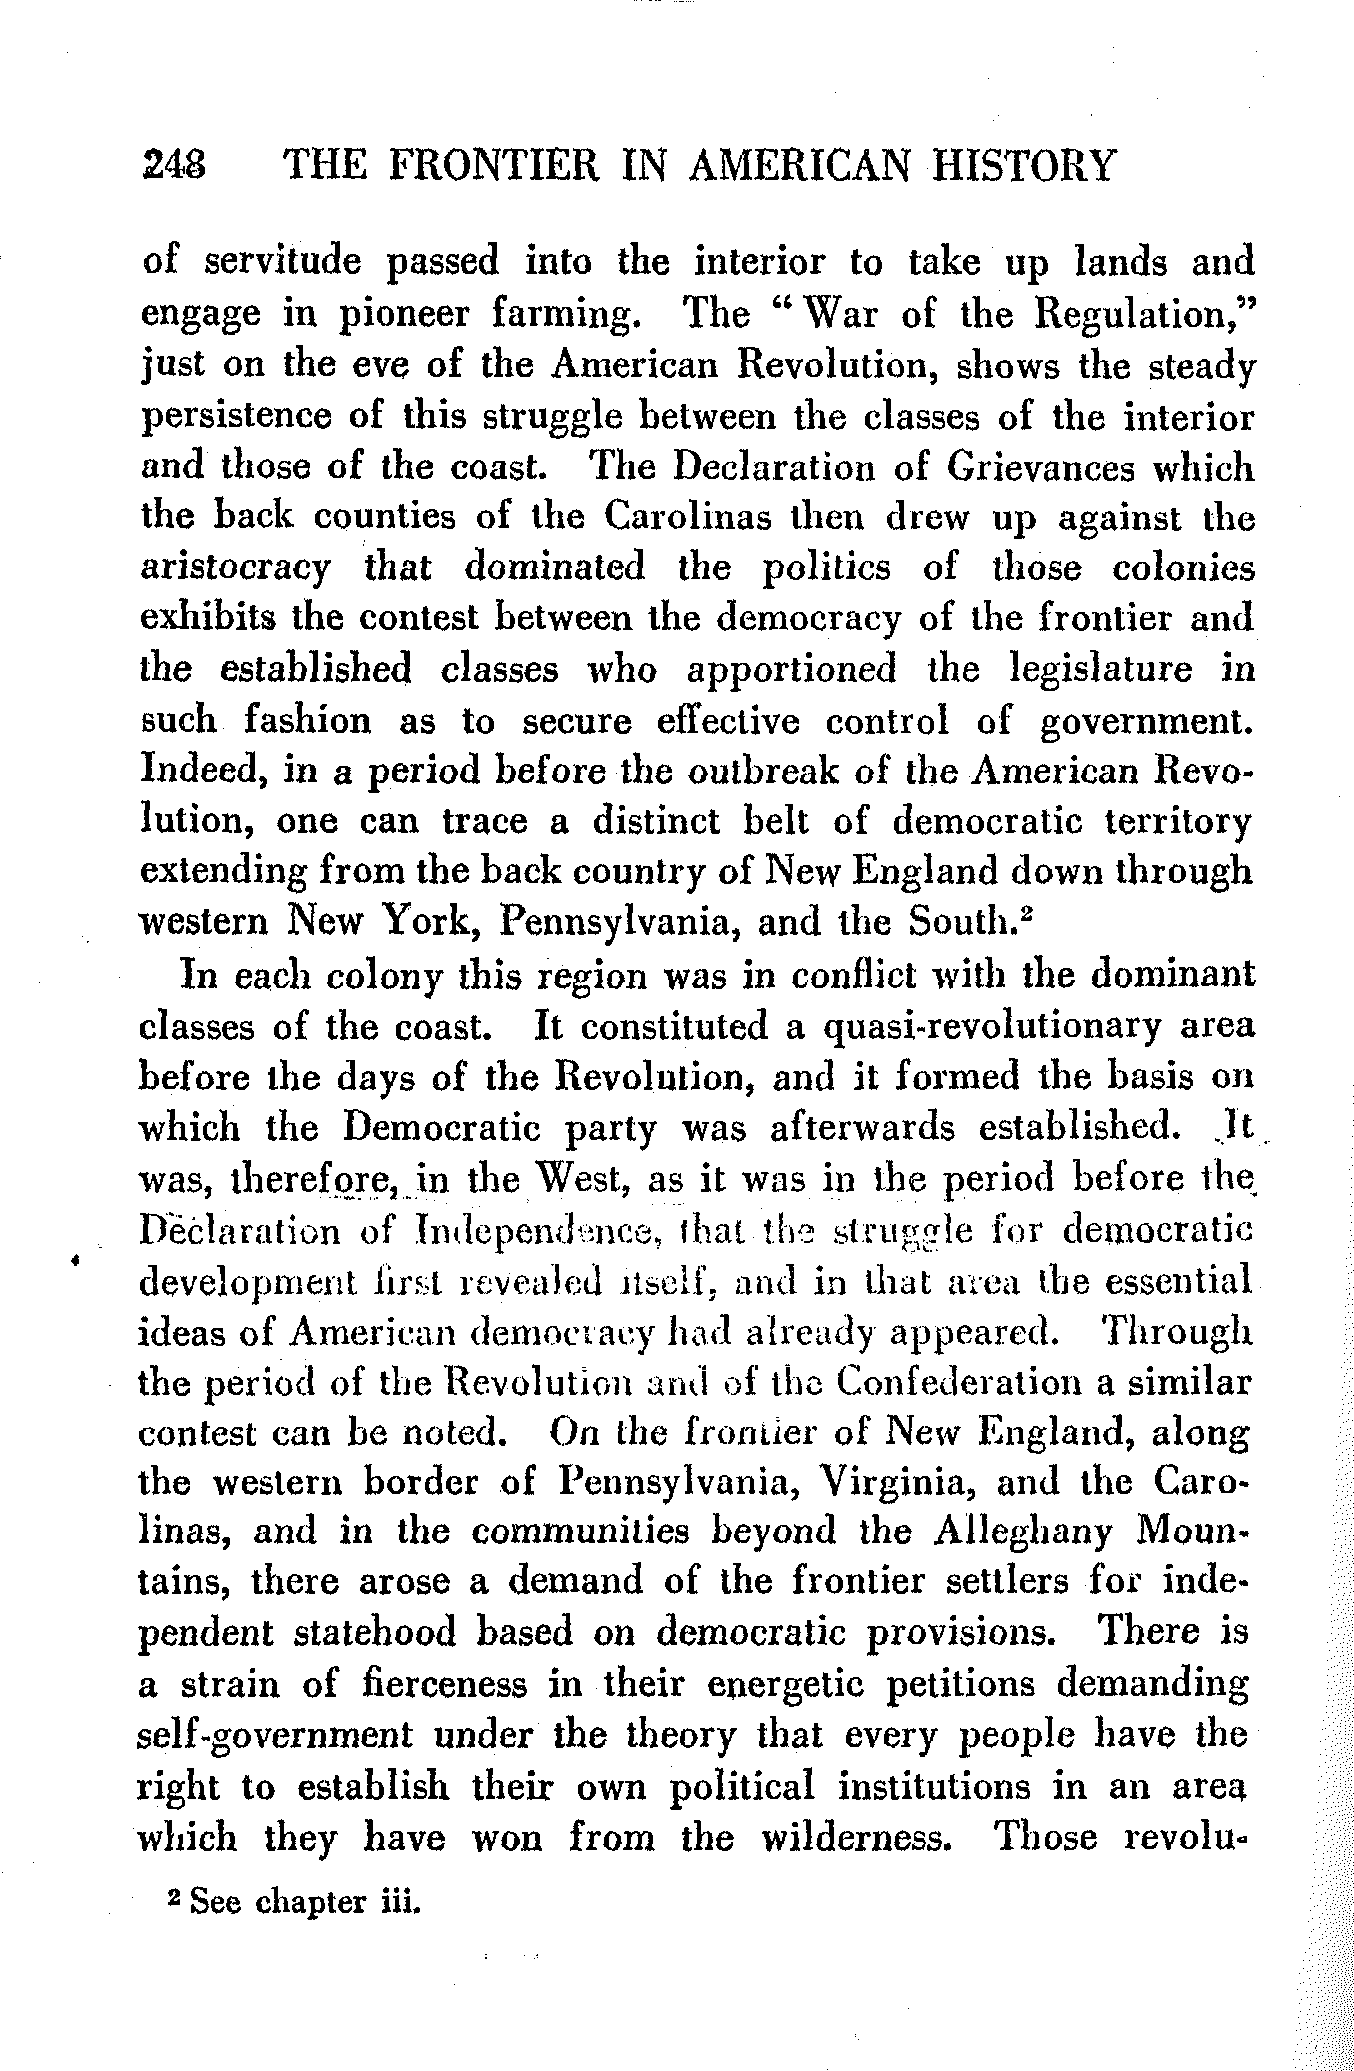 248 THE FRONTIER IN AMERICAN HISTORY
of servitude passed into the interior to take up lands and
engage in pioneer farming. The “ War of the Regulation,”
just on the eve of the American Revolution, shows the steady
persistence of this struggle between the classes of the interior
and those of the coast. The Declaration of Grievances which
the back counties of the Carolinas then drew up against the
aristocracy that dominated the politics of those colonies
exhibits the contest between the democracy of the frontier and
the established classes who apportioned the legislature in
such fashion as to secure effective control of government.
Indeed, in a period before the outbreak of the American Revo-
lution, one can trace a distinct belt of democratic territory
extending from the back country of New England down through
western New York, Pennsylvania, and the South.²
In each colony this region was in conflict with the dominant
classes of the coast. It constituted a quasi-revolutionary area
before the days of the Revolution, and it formed the basis on
which the Democratic party was afterwards established. It
was, therefore, in the West, as it was in the period before the
Declaration of Independence, that the struggle for democratic
development first revealed itself, and in that area the essential
ideas of American democracy had already appeared. Through
the period of the Revolution and of the Confederation a similar
contest can be noted. On the frontier of New England, along
the western border of Pennsylvania, Virginia, and the Caro-
linas, and in the communities beyond the Alleghany Moun-
tains, there arose a demand of the frontier settlers for inde-
pendent statehood based on democratic provisions. There is
a strain of fierceness in their energetic petitions demanding
self-government under the theory that every people have the
right to establish their own political institutions in an area
which they have won from the wilderness. Those revolu-
² See chapter iii.